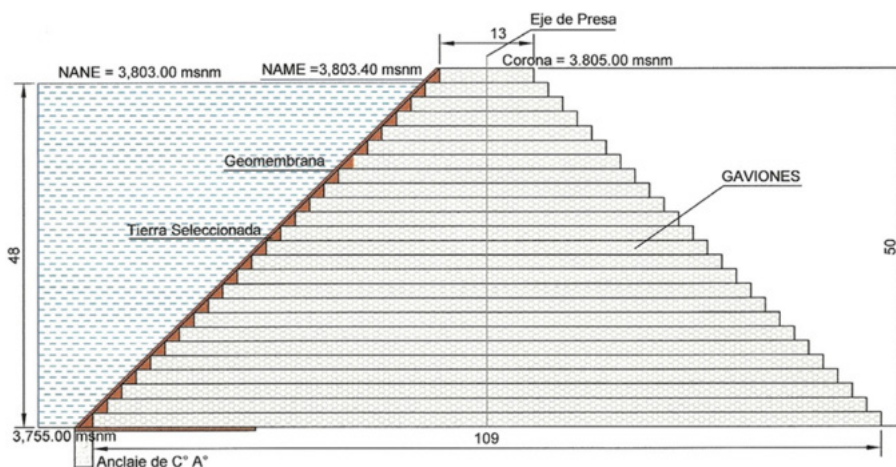 Eje de Presa
13
NANE = 3,803.00 msnm
NAME =3,803.40 msnm
Corona = 3.805.00 msnm
Geomembrana
GAVIONES
Tierra Seleccionada
48
50
3,755.00 msnm
109
Anclaje de C° A°